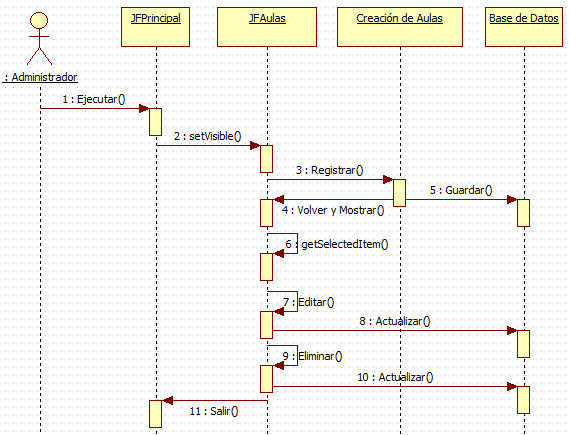 JFPrincipal
JFAulas
Creación de Aulas
Base de Datos
: Administrador
1 : Ejecutar()
2 : setVisible()
3 : Registrar()
5 : Guardar()
4 : Volver y Mostrar()
6 : getSelectedItem()
7 : Editar()
8 : Actualizar()
9 : Eliminar()
10 : Actualizar()
11 : Salir()